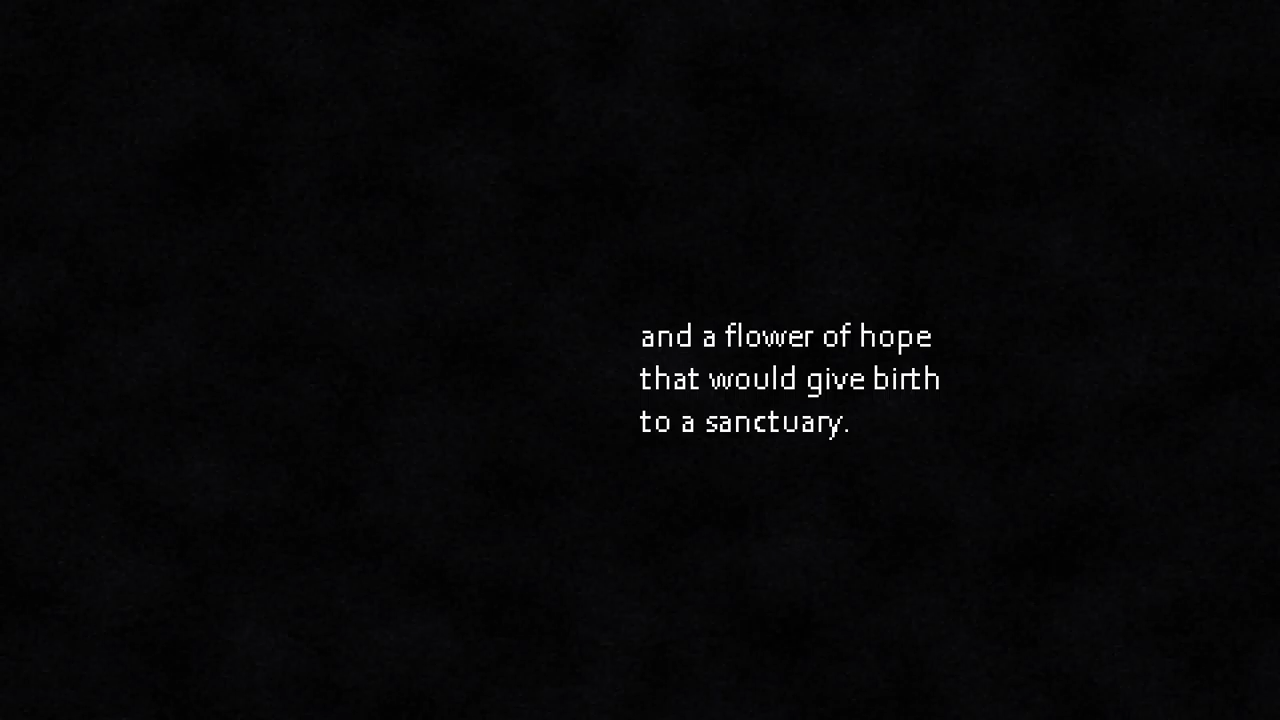 and a flower of hope
that would give birth
to a sanctuary.